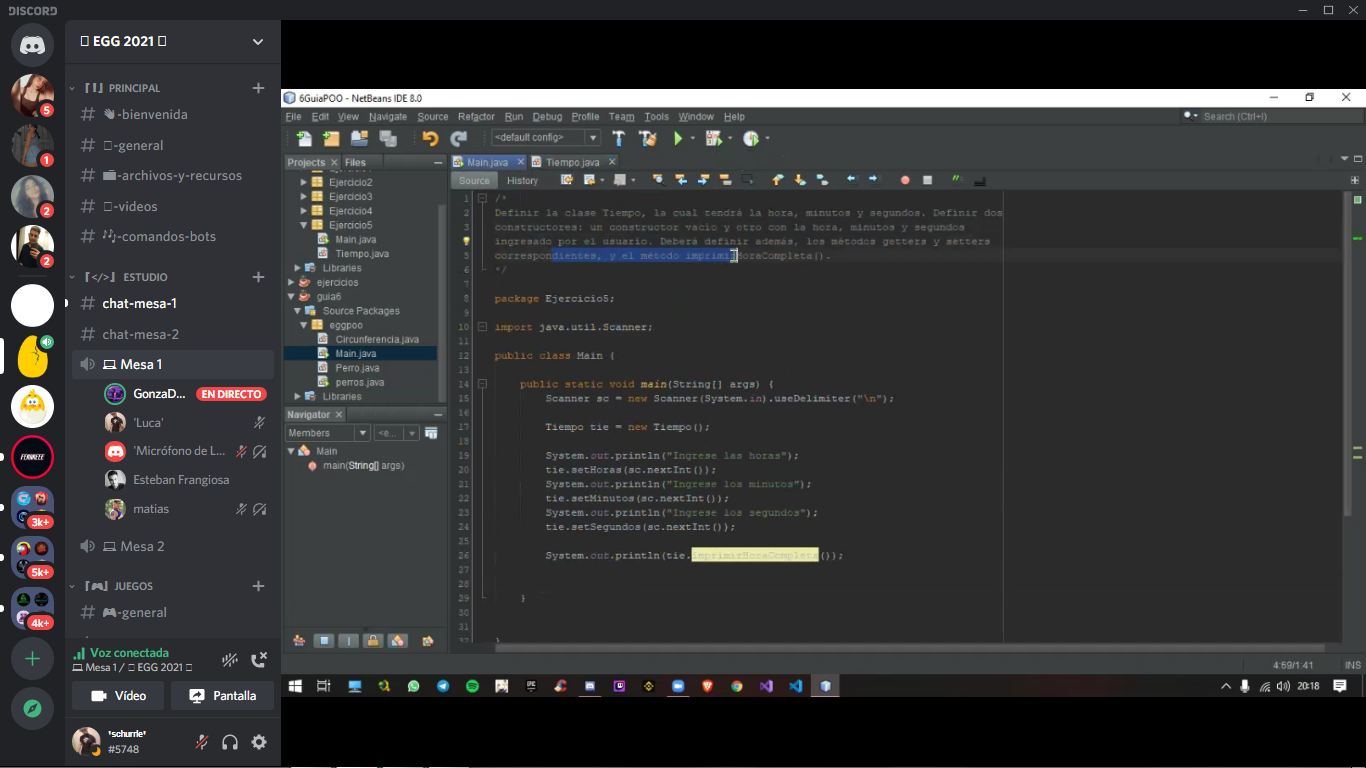 DISCORD
EGG 2021
5
1
2
2
3k+
5k+
4k+
PRINCIPAL
-bienvenida
-general
-archivos-y-recursos
-videos
-comandos-bots
[</>] ESTUDIO
chat-mesa-1
chat-mesa-2
Mesa 1
GonzaD... EN DIRECTO
'Luca'
'Micrófono de L...
Esteban Frangiosa
matias
Mesa 2
JUEGOS
-general
Voz conectada
Mesa 1 / EGG 2021
Vídeo
Pantalla
*schurrle*
#5748
6GuiaPOO - NetBeans IDE 8.0
File Edit View Navigate Source Refactor Run Debug Profile Team Tools Window Help
Search (Ctrl+I)
<default config>
Projects Files
Ejercicio2
Ejercicio3
Ejercicio4
Ejercicio5
Main.java
Tiempo.java
Libraries
ejercicios
guia6
Source Packages
eggpoo
Circunferencia.java
Main.java
Perro.java
perros.java
Libraries
Navigator
Members
<e...
Main
main(String[] args)
Main.java Tiempo.java
Source History
1 /*
2 Definir la clase Tiempo, la cual tendrá la hora, minutos y segundos. Definir dos
3 constructores: un constructor vacío y otro con la hora, minutos y segundos
ingresado por el usuario. Deberá definir además, los métodos getters y setters
5 correspondientes, y el método imprimirHoraCompleta().
6 */
7
8 package Ejercicio5;
9
10 import java.util.Scanner;
11
12 public class Main {
13
14 public static void main(String[] args) {
15 Scanner sc = new Scanner(System.in).useDelimiter("\n");
16
17 Tiempo tie = new Tiempo();
18
19 System.out.println("Ingrese las horas");
20 tie.setHoras(sc.nextInt());
21 System.out.println("Ingrese los minutos");
22 tie.setMinutos(sc.nextInt());
23 System.out.println("Ingrese los segundos");
24 tie.setSegundos(sc.nextInt());
25
26 System.out.println(tie.imprimirHoraCompleta());
27
28
29 }
30
31
32 }
4:69/1:41 INS
20:18